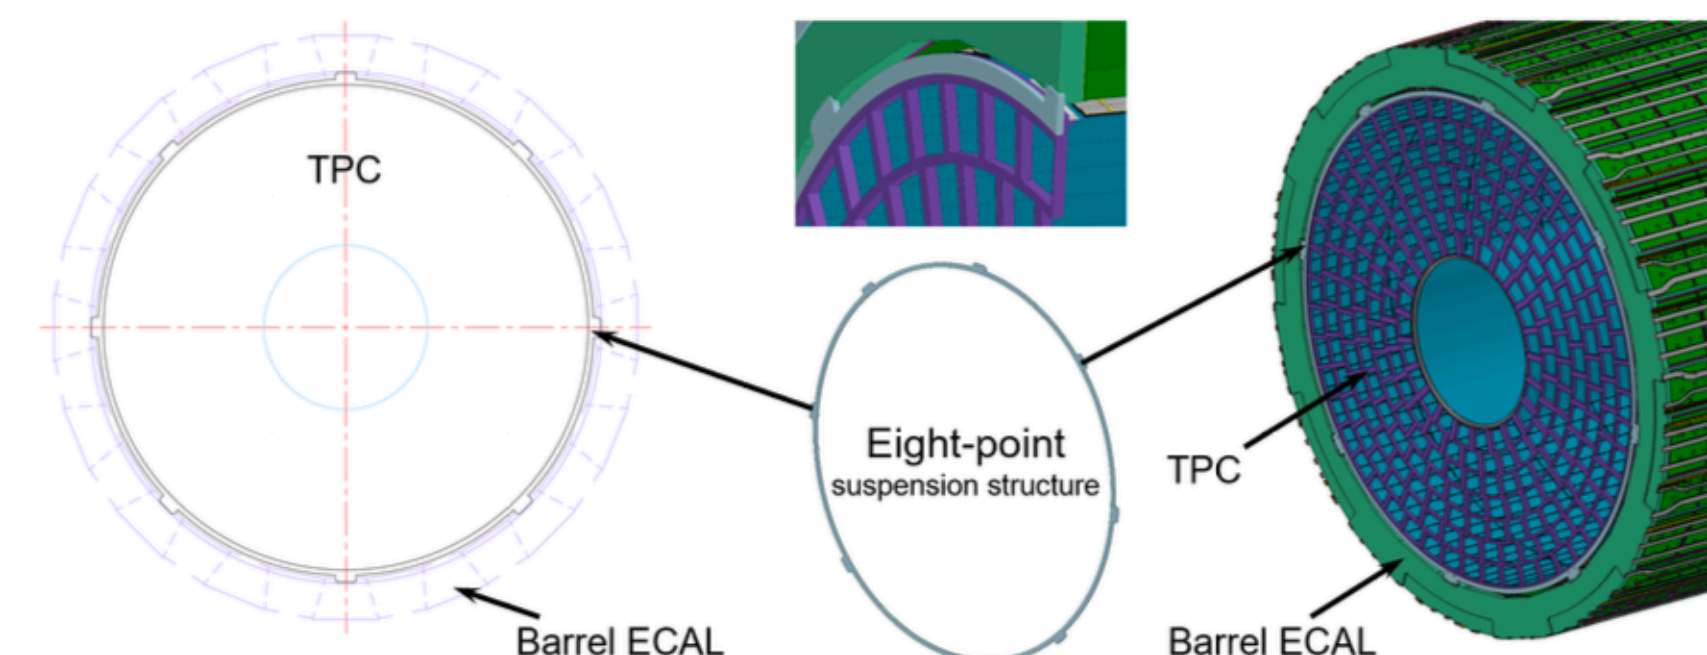 TPC
Eight-point
suspension structure
TPC
Barrel ECAL
Barrel ECAL